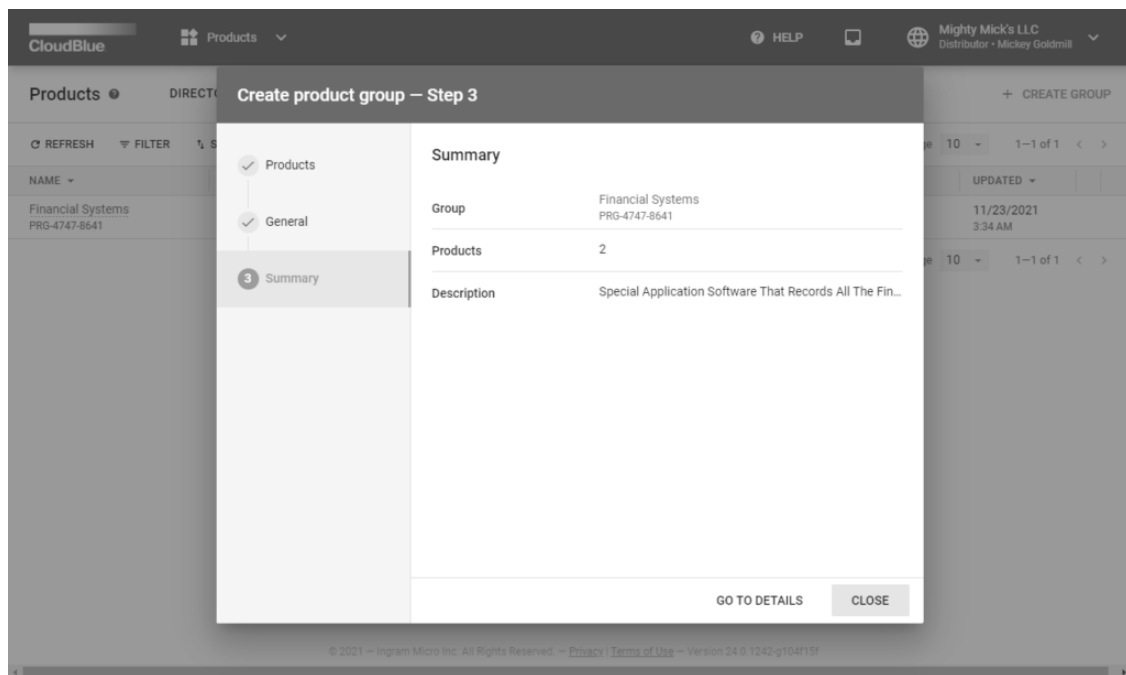 CloudBlue
Products
HELP
Mighty Mick's LLC
Distributor • Mickey Goldmill
Products
CREATE GROUP
Create product group — Step 3
REFRESH
FILTER
10
1–1 of 1
NAME
UPDATED
Financial Systems
PRG-4747-8641
11/23/2021
3:34 AM
10
1–1 of 1
Products
General
3 Summary
Summary
Group
Financial Systems
PRG-4747-8641
Products
2
Description
Special Application Software That Records All The Fin...
GO TO DETAILS
CLOSE
© 2021 – Ingram Micro Inc. All Rights Reserved. – Privacy | Terms of Use – Version 24.0.1242-g104f15f